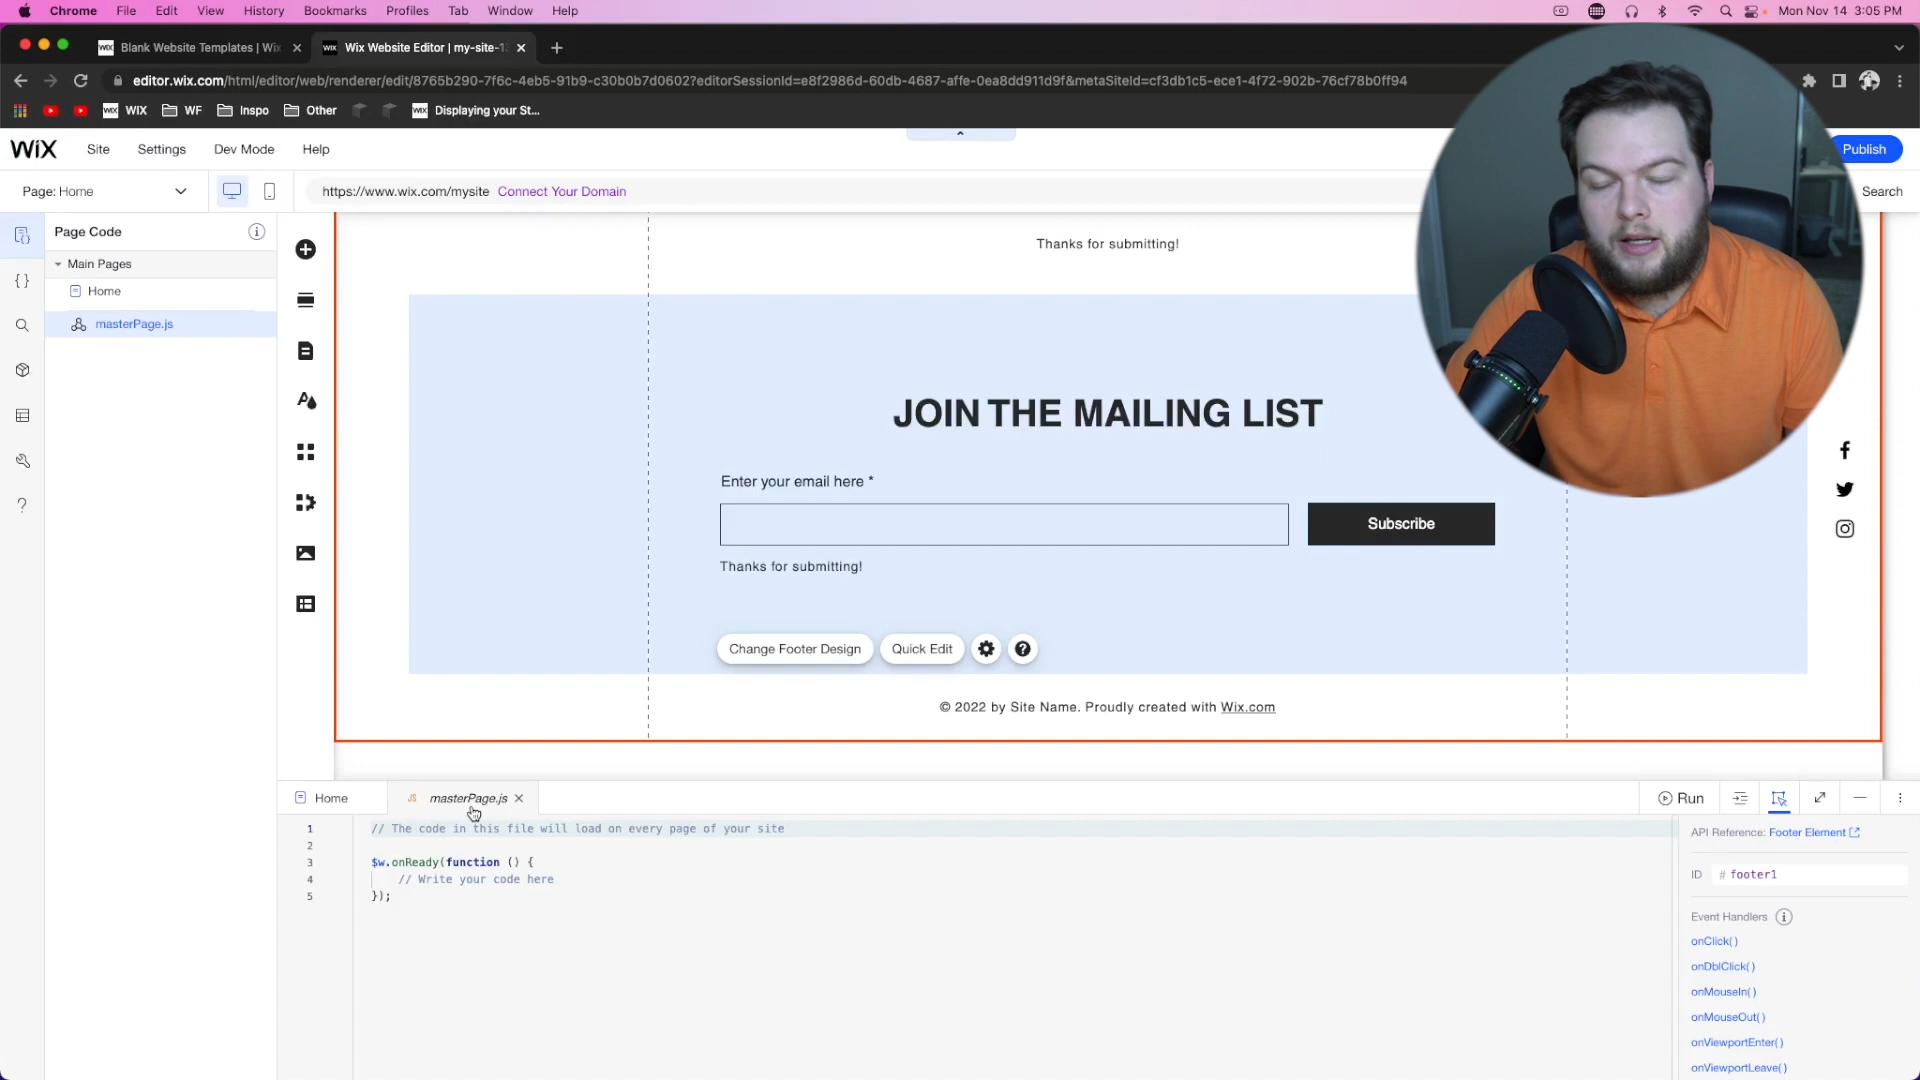 Chrome File Edit View History Bookmarks Profiles Tab Window Help
Mon Nov 14 3:05 PM
WIX Blank Website Templates | Wix
WIX Wix Website Editor | my-site-13
editor.wix.com/html/editor/web/renderer/edit/8765b290-7f6c-4eb5-91b9-c30b0b7d0602?editorSessionId=e8f2986d-60db-4687-affe-0ea8dd911d9f&metaSiteId=cf3db1c5-ece1-4f72-902b-76cf78b0ff94
WIX WIX WF Inspo Other WIX Displaying your St...
WIX Site Settings Dev Mode Help
Publish
Page: Home
https://www.wix.com/mysite Connect Your Domain
Search
Page Code
Main Pages
Home
masterPage.js
Thanks for submitting!
JOIN THE MAILING LIST
Enter your email here *
Subscribe
Thanks for submitting!
Change Footer Design Quick Edit
© 2022 by Site Name. Proudly created with Wix.com
Home JS masterPage.js
Run
1 // The code in this file will load on every page of your site
2
3 $w.onReady(function () {
4 // Write your code here
5 });
API Reference: Footer Element
ID # footer1
Event Handlers
onClick()
onDblClick()
onMouseIn()
onMouseOut()
onViewportEnter()
onViewportLeave()